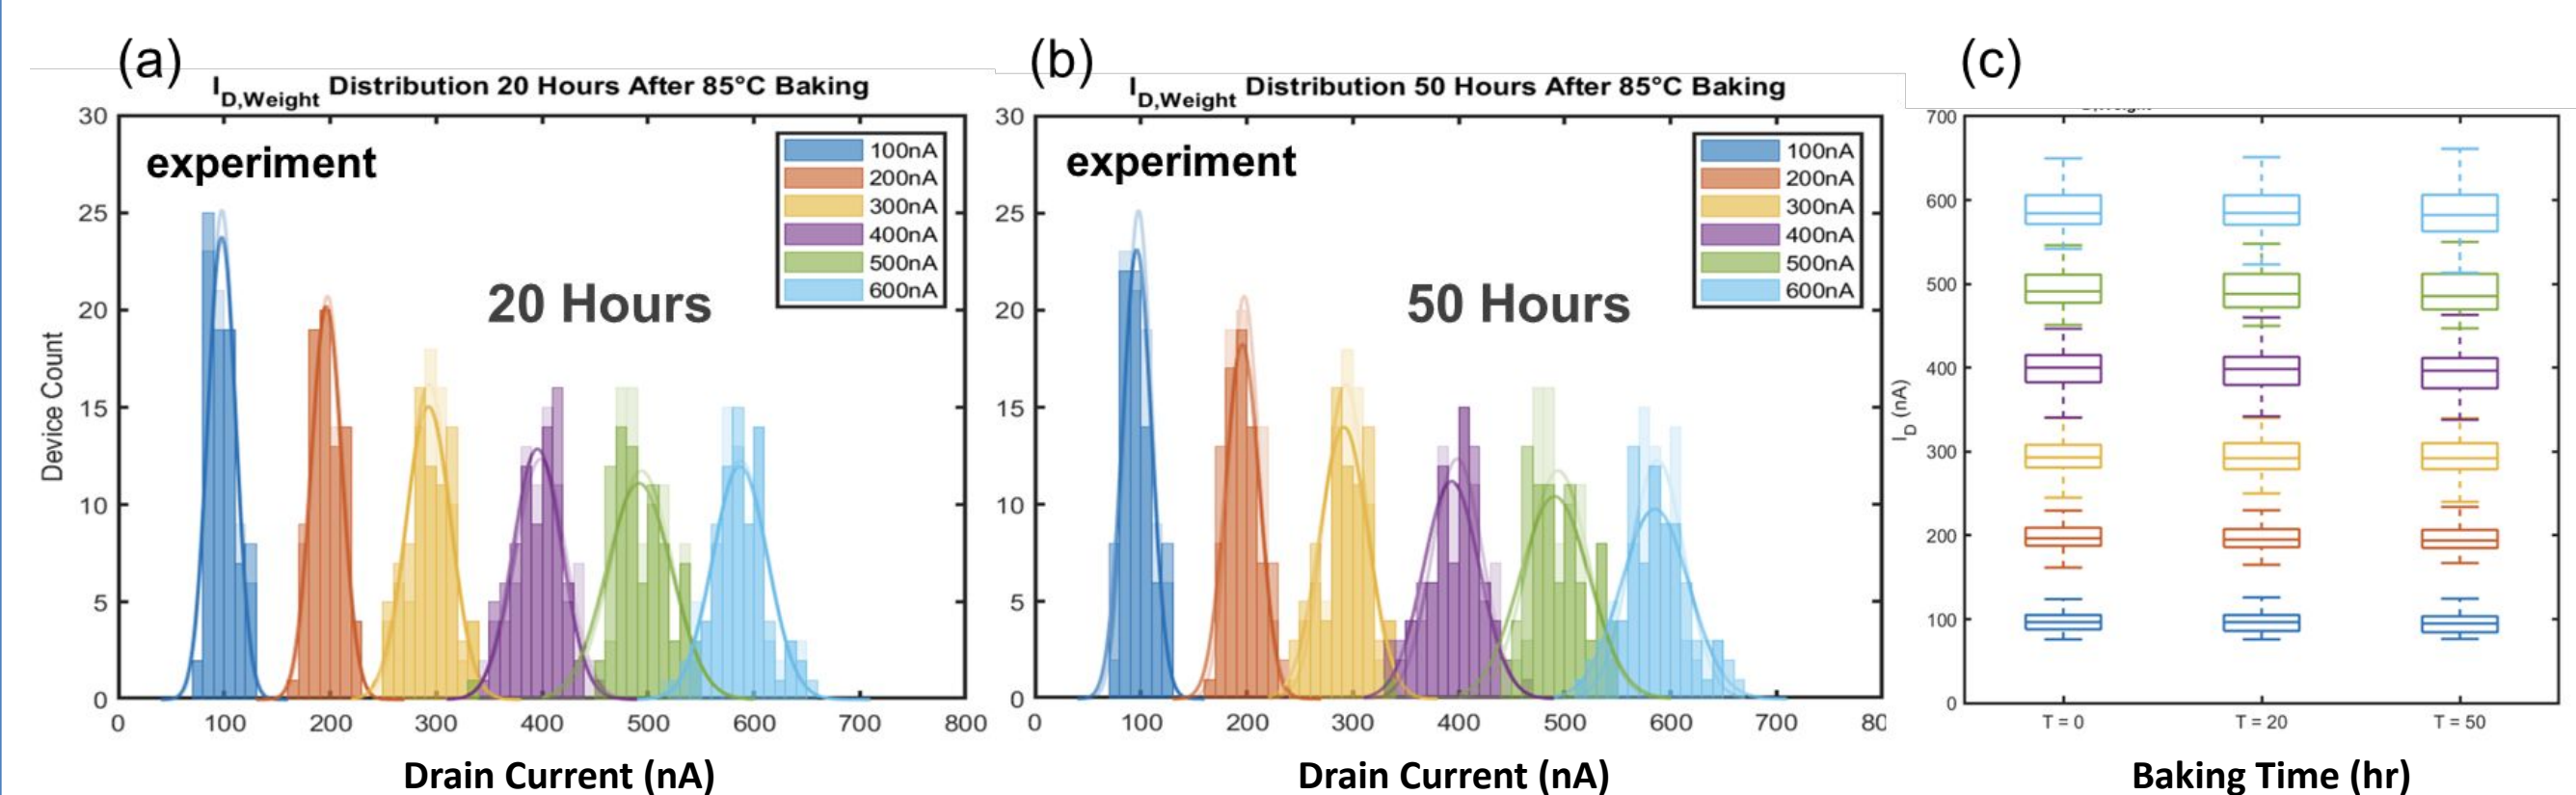 (a)
I_D,Weight Distribution 20 Hours After 85°C Baking
experiment
20 Hours
100nA
200nA
300nA
400nA
500nA
600nA
Device Count
30
25
20
15
10
5
0
0 100 200 300 400 500 600 700 800
Drain Current (nA)
(b)
I_D,Weight Distribution 50 Hours After 85°C Baking
experiment
50 Hours
100nA
200nA
300nA
400nA
500nA
600nA
30
25
20
15
10
5
0
0 100 200 300 400 500 600 700 80
Drain Current (nA)
(c)
I_D (nA)
700
600
500
400
300
200
100
0
T = 0 T = 20 T = 50
Baking Time (hr)